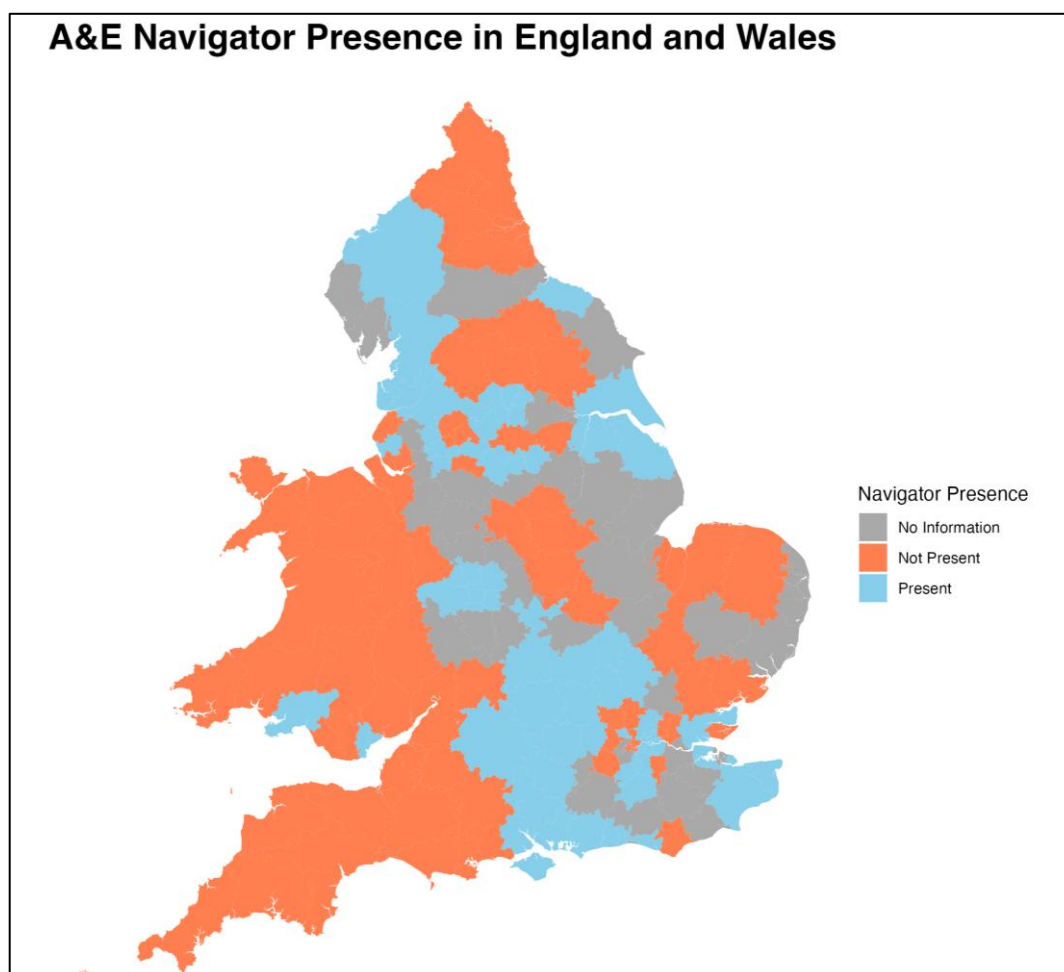 A&E Navigator Presence in England and Wales
Navigator Presence
No Information
Not Present
Present